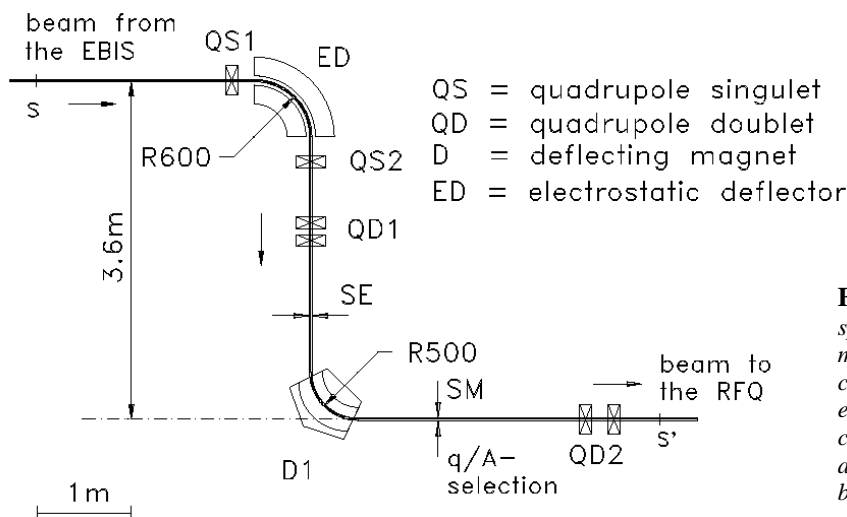 beam from
the EBIS
QS1
ED
S
R600
QS = quadrupole singulet
QD = quadrupole doublet
D = deflecting magnet
ED = electrostatic deflector
QS2
QD1
3.6m
SE
R500
SM
beam to
the RFQ
D1
q/A-
selection
QD2
S'
1m